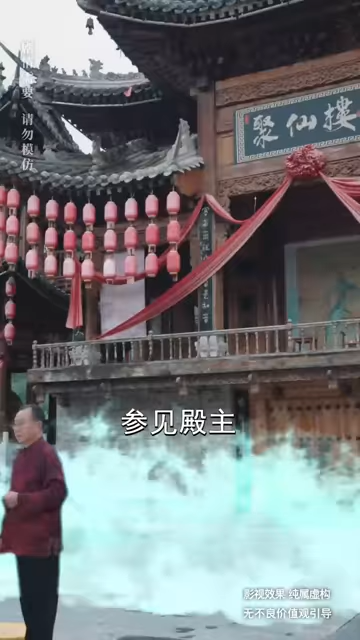 请勿模仿
聚仙楼
参见殿主
影视效果 纯属虚构
无不良价值观引导